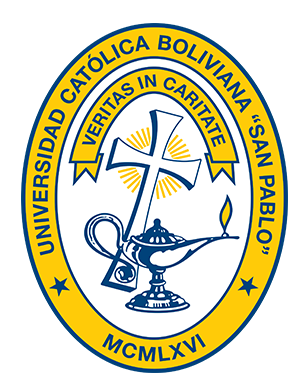 UNIVERSIDAD CATÓLICA BOLIVIANA "SAN PABLO"
VERITAS IN CARITATE
MCMLXVI